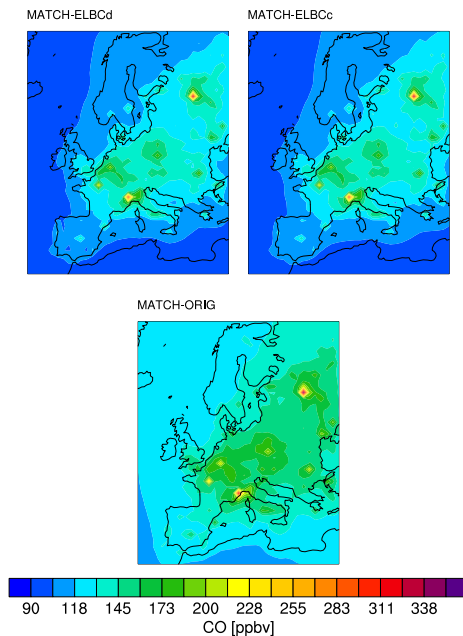 MATCH-ELBCd
MATCH-ELBCc
MATCH-ORIG
90 118 145 173 200 228 255 283 311 338
CO [ppbv]